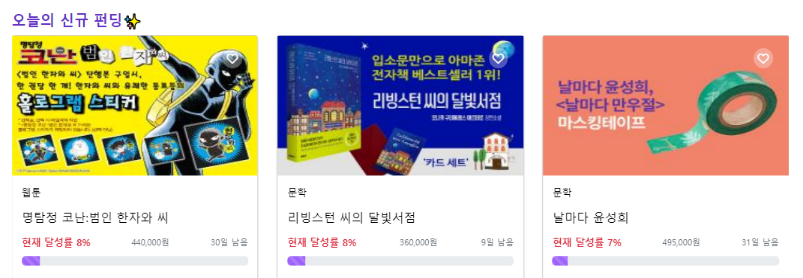 오늘의 신규 펀딩✨
명탐정
코난 범인 한자와 씨
<범인 한자와 씨> 단행본 구입시,
한 권당 한 개! 한자와 씨와 유쾌한 동료들의
홀로그램 스티커
웹툰
명탐정 코난:범인 한자와 씨
현재 달성률 8%
440,000원
30일 남음
입소문만으로 아마존
전자책 베스트셀러 1위!
리빙스턴 씨의 달빛서점
'카드 세트'
문학
리빙스턴 씨의 달빛서점
현재 달성률 8%
360,000원
9일 남음
날마다 윤성희,
<날마다 만우절>
마스킹테이프
문학
날마다 윤성희
현재 달성률 7%
495,000원
31일 남음